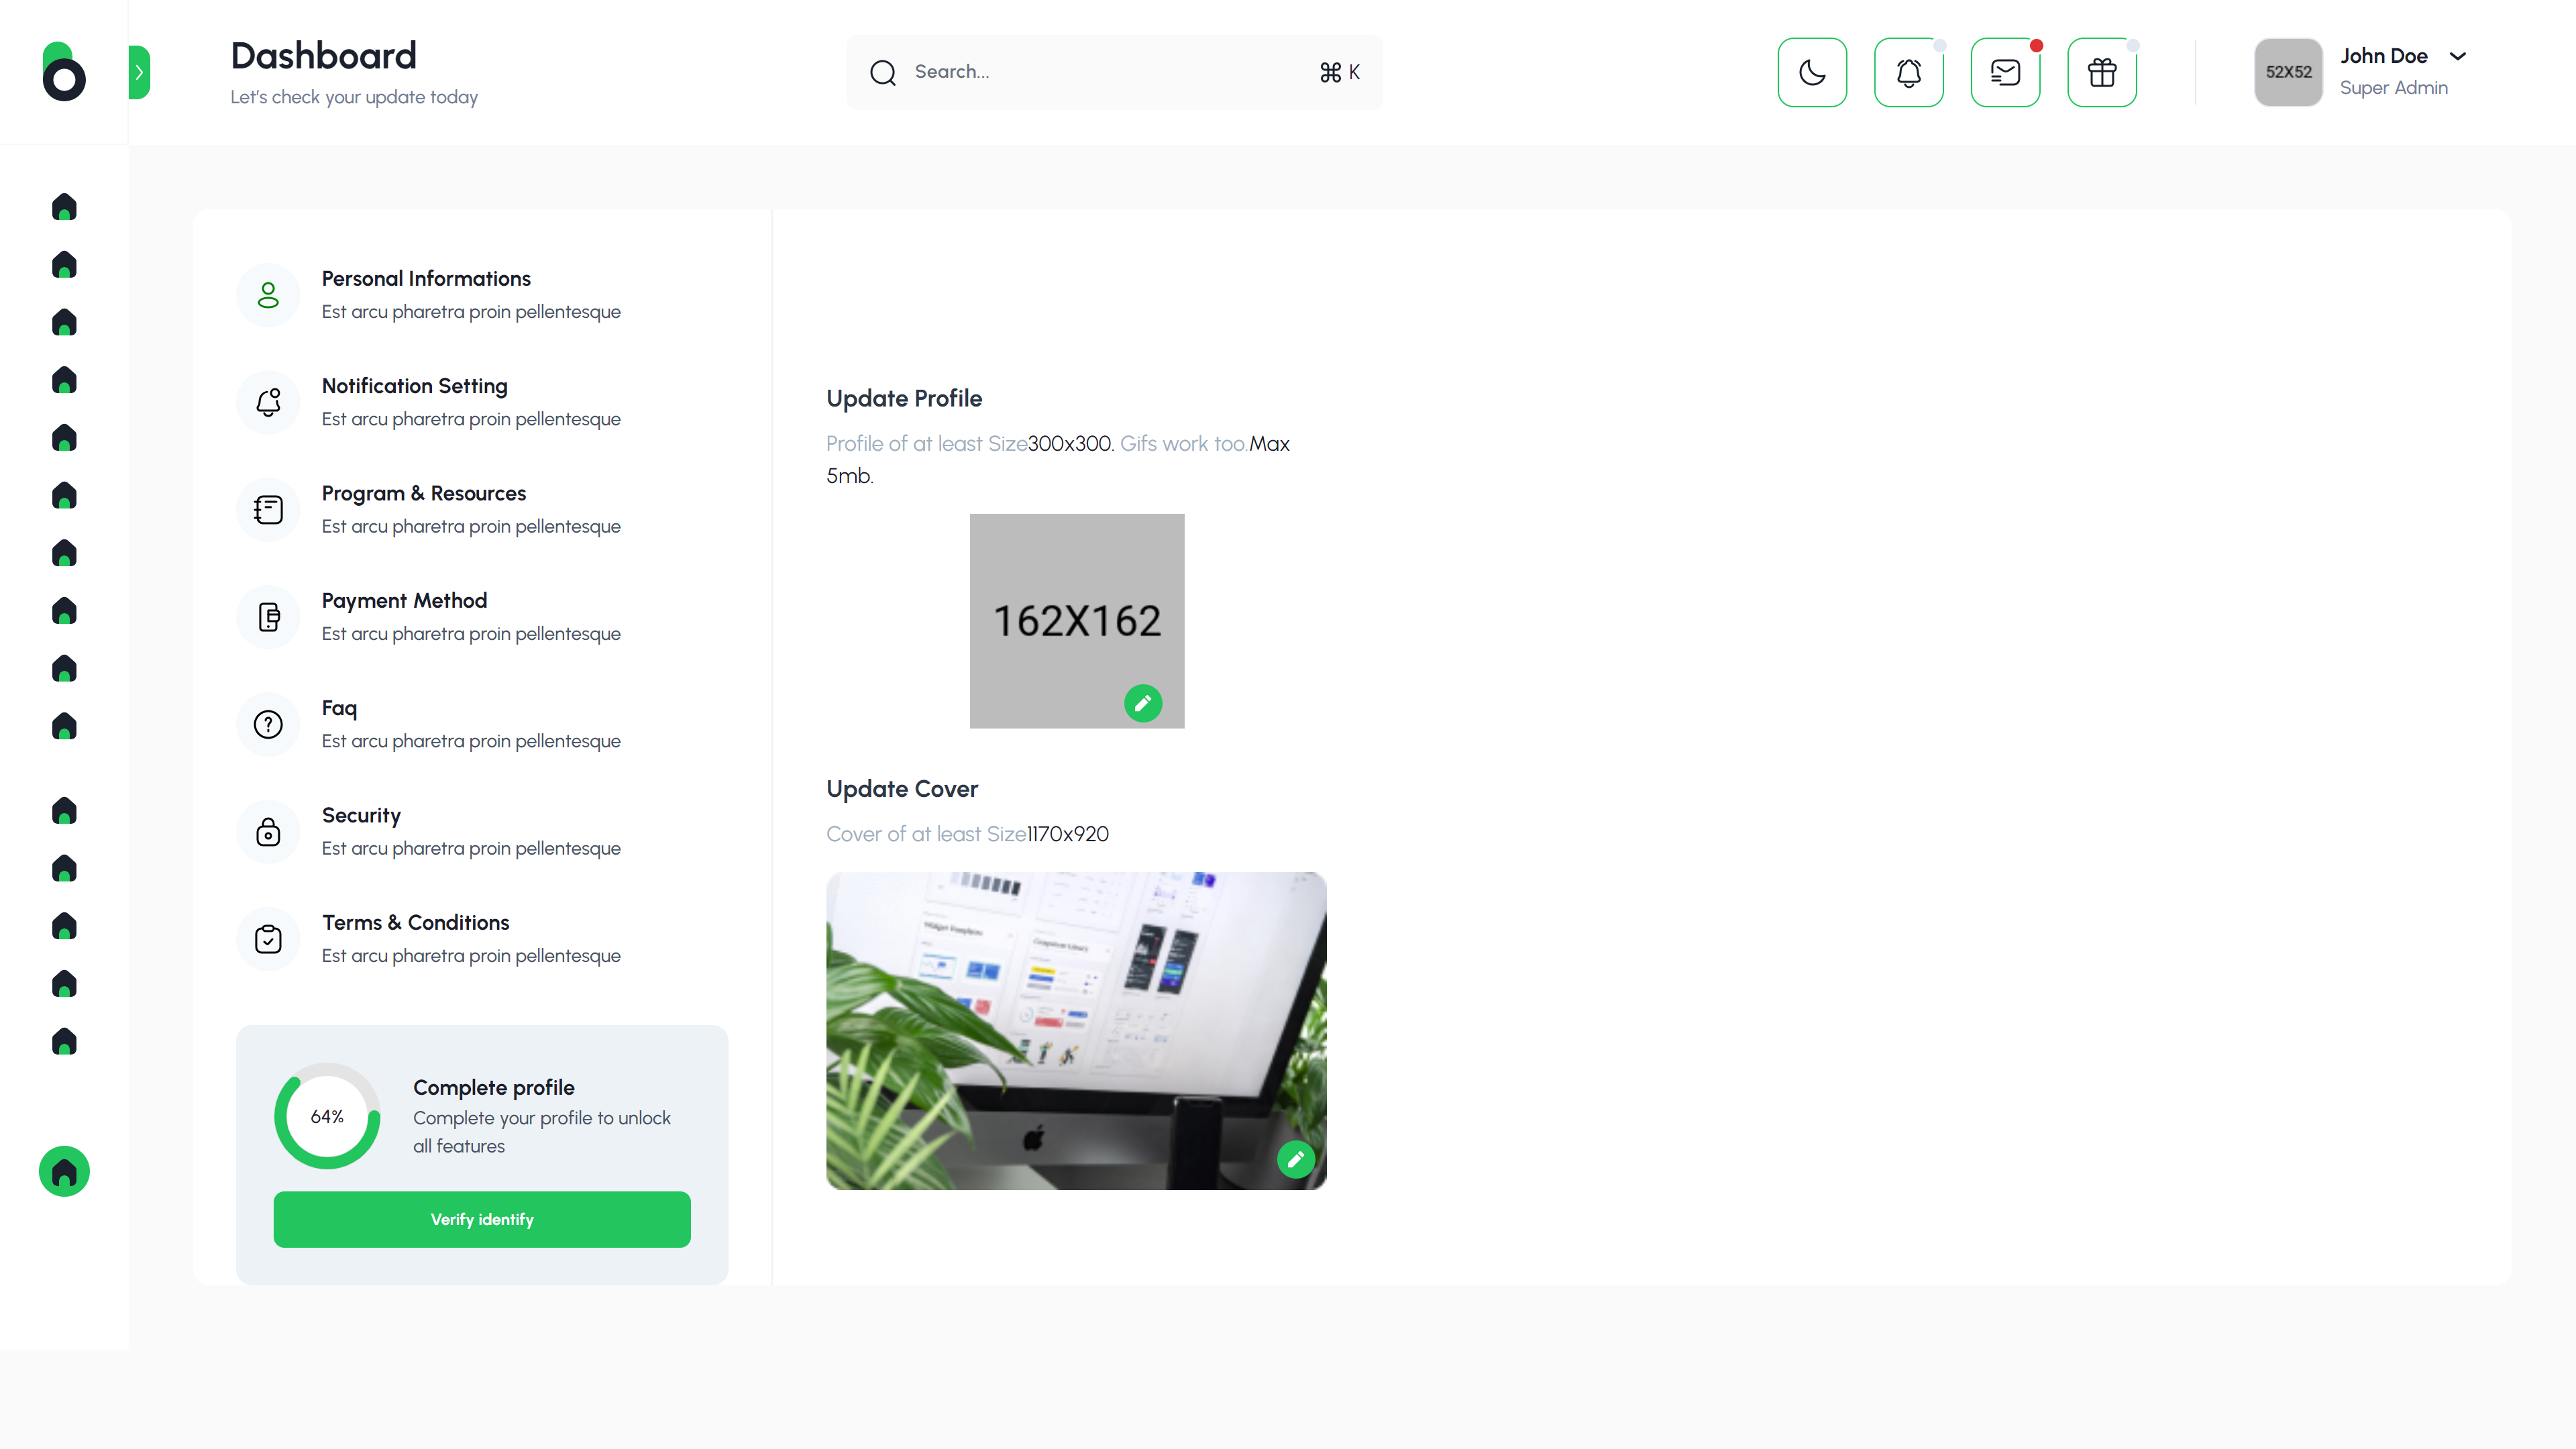 Dashboard
Let's check your update today
Search...
⌘ K
52X52
John Doe
Super Admin
Personal Informations
Est arcu pharetra proin pellentesque
Notification Setting
Est arcu pharetra proin pellentesque
Program & Resources
Est arcu pharetra proin pellentesque
Payment Method
Est arcu pharetra proin pellentesque
Faq
Est arcu pharetra proin pellentesque
Security
Est arcu pharetra proin pellentesque
Terms & Conditions
Est arcu pharetra proin pellentesque
64%
Complete profile
Complete your profile to unlock
all features
Verify identify
Update Profile
Profile of at least Size300x300. Gifs work too.Max
5mb.
162X162
Update Cover
Cover of at least Size1170x920
Widget Templates